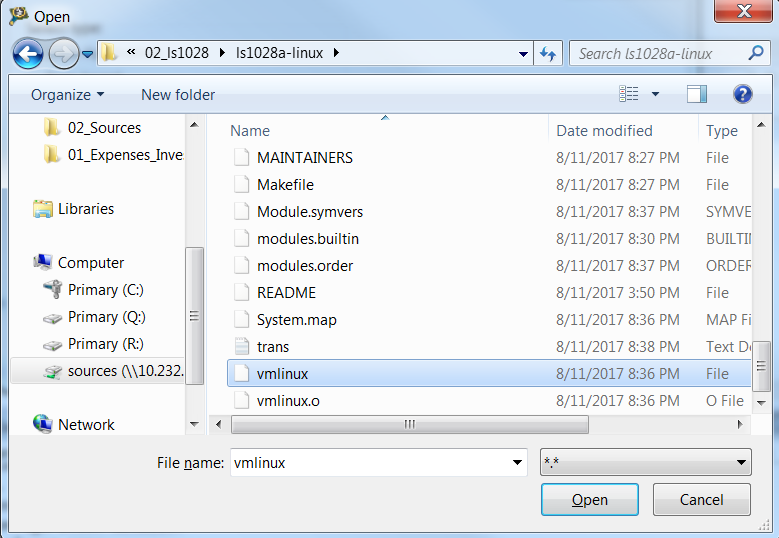 Open
« 02_ls1028 ls1028a-linux
Search ls1028a-linux
Organize New folder
02_Sources
01_Expenses_Inve
Libraries
Computer
Primary (C:)
Primary (Q:)
Primary (R:)
sources (\\10.232.
Network
Name Date modified Type
MAINTAINERS 8/11/2017 8:27 PM File
Makefile 8/11/2017 8:27 PM File
Module.symvers 8/11/2017 8:37 PM SYMVE
modules.builtin 8/11/2017 8:30 PM BUILTIN
modules.order 8/11/2017 8:37 PM ORDER
README 8/11/2017 3:50 PM File
System.map 8/11/2017 8:36 PM MAP Fi
trans 8/11/2017 8:38 PM Text Do
vmlinux 8/11/2017 8:36 PM File
vmlinux.o 8/11/2017 8:36 PM O File
File name: vmlinux *.*
Open Cancel